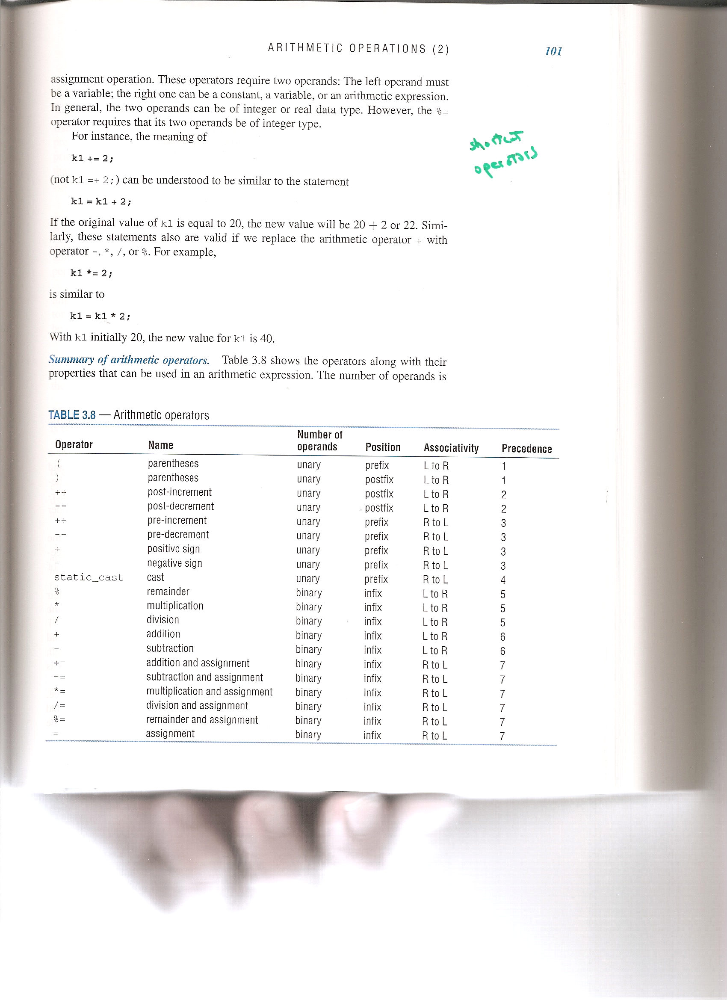 ARITHMETIC OPERATIONS (2) 101
assignment operation. These operators require two operands: The left operand must
be a variable; the right one can be a constant, a variable, or an arithmetic expression.
In general, the two operands can be of integer or real data type. However, the %=
operator requires that its two operands be of integer type.
For instance, the meaning of
shortcut
operators
k1 += 2;
(not k1 =+ 2;) can be understood to be similar to the statement
k1 = k1 + 2;
If the original value of k1 is equal to 20, the new value will be 20 + 2 or 22. Simi-
larly, these statements also are valid if we replace the arithmetic operator + with
operator -, *, /, or %. For example,
k1 *= 2;
is similar to
k1 = k1 * 2;
With k1 initially 20, the new value for k1 is 40.
Summary of arithmetic operators. Table 3.8 shows the operators along with their
properties that can be used in an arithmetic expression. The number of operands is
TABLE 3.8 — Arithmetic operators
Operator Name Number of operands Position Associativity Precedence
( parentheses unary prefix L to R 1
) parentheses unary postfix L to R 1
++ post-increment unary postfix L to R 2
-- post-decrement unary postfix L to R 2
++ pre-increment unary prefix R to L 3
-- pre-decrement unary prefix R to L 3
+ positive sign unary prefix R to L 3
- negative sign unary prefix R to L 3
static_cast cast unary prefix R to L 4
% remainder binary infix L to R 5
* multiplication binary infix L to R 5
/ division binary infix L to R 5
+ addition binary infix L to R 6
- subtraction binary infix L to R 6
+= addition and assignment binary infix R to L 7
-= subtraction and assignment binary infix R to L 7
*= multiplication and assignment binary infix R to L 7
/= division and assignment binary infix R to L 7
%= remainder and assignment binary infix R to L 7
= assignment binary infix R to L 7